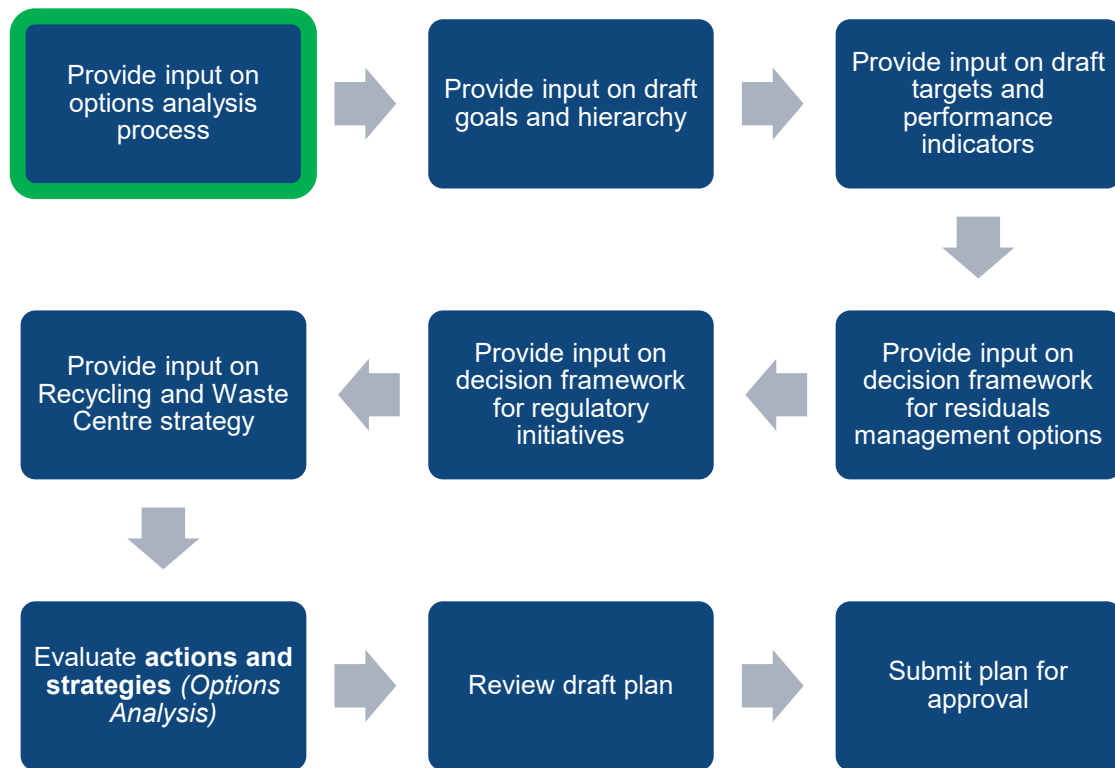 Provide input on
options analysis
process
Provide input on draft
goals and hierarchy
Provide input on draft
targets and
performance
indicators
Provide input on
decision framework
for residuals
management options
Provide input on
decision framework
for regulatory
initiatives
Provide input on
Recycling and Waste
Centre strategy
Evaluate actions and
strategies (Options
Analysis)
Review draft plan
Submit plan for
approval